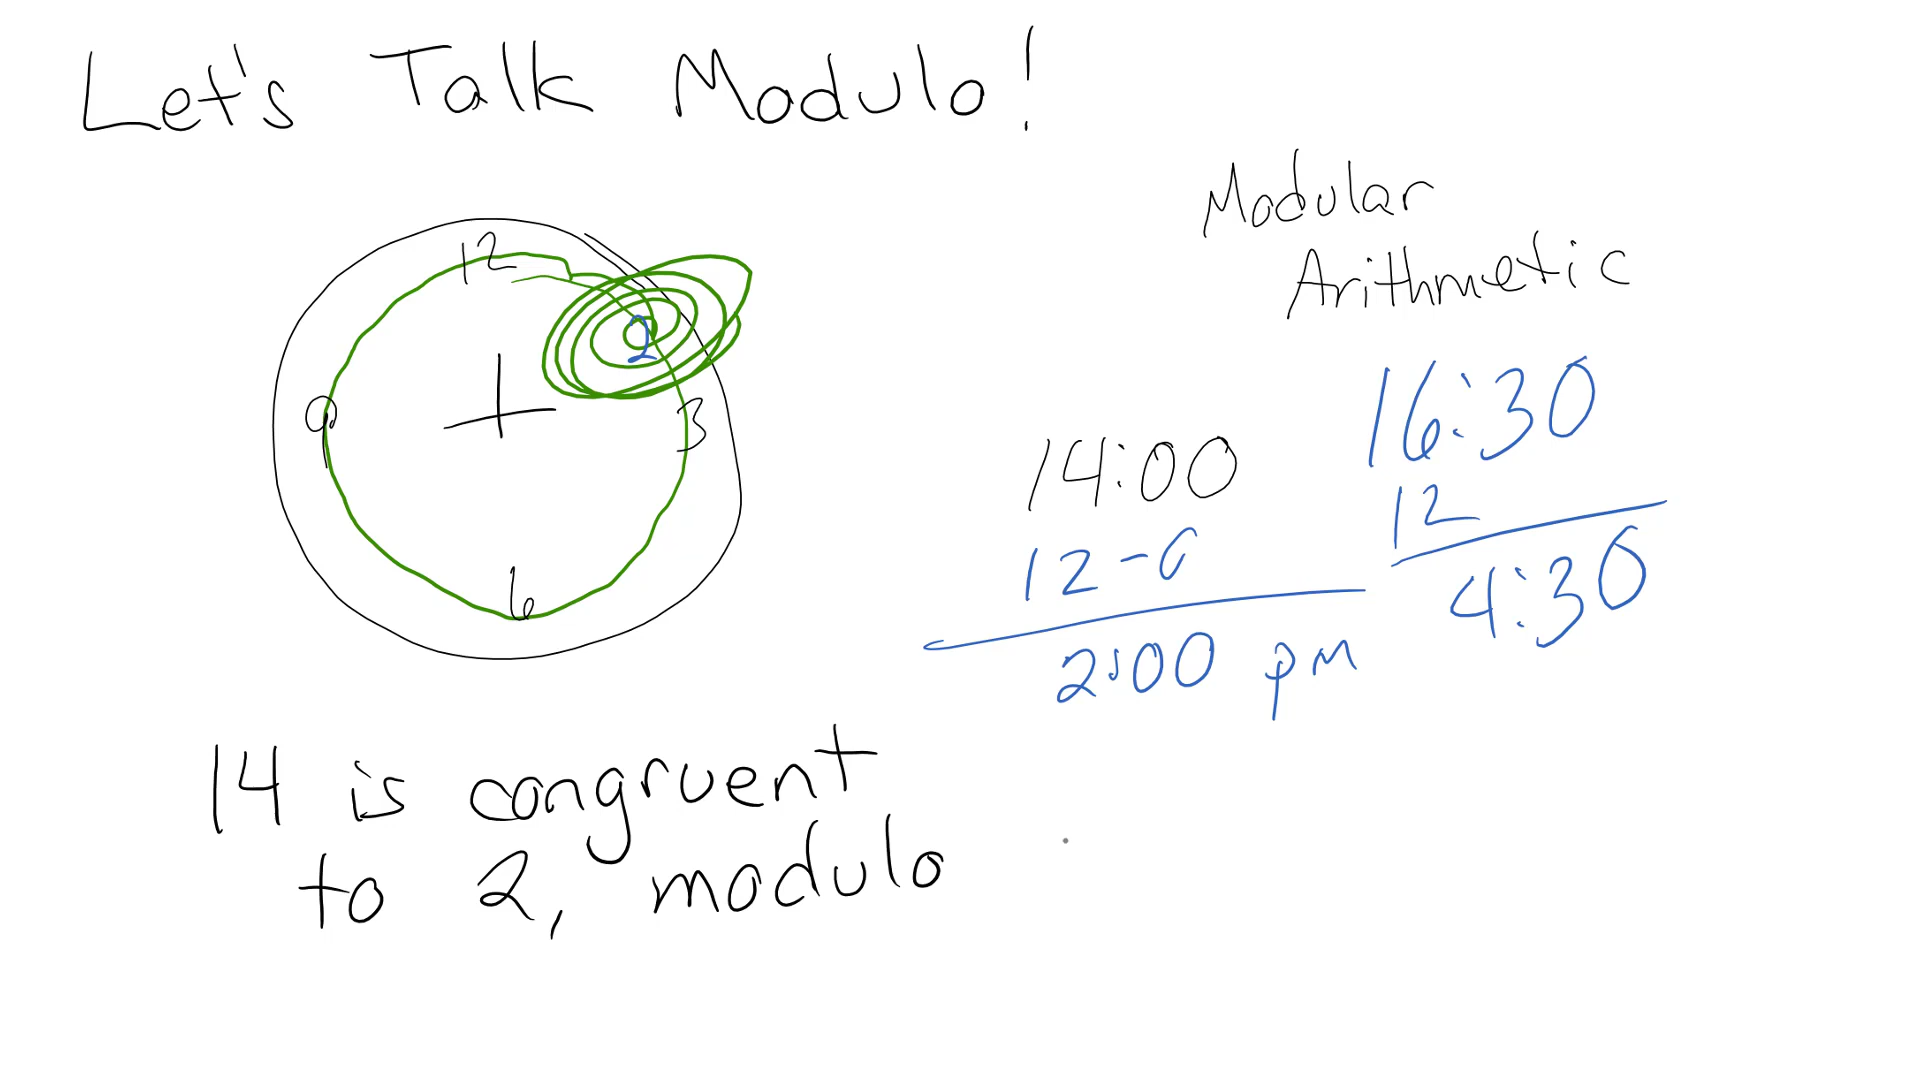 Let's Talk Modulo!
Modular
Arithmetic
12
2
9
3
6
14:00
12-0
2:00 pm
16:30
12
4:30
14 is congruent
to 2, modulo